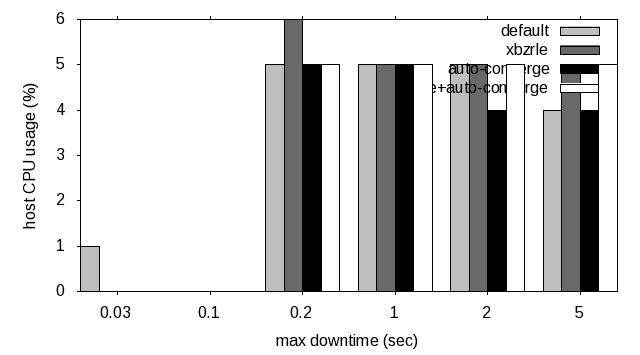 6
5
4
3
2
1
0
host CPU usage (%)
default
xbzrle
auto-converge
e+auto-converge
0.03 0.1 0.2 1 2 5
max downtime (sec)